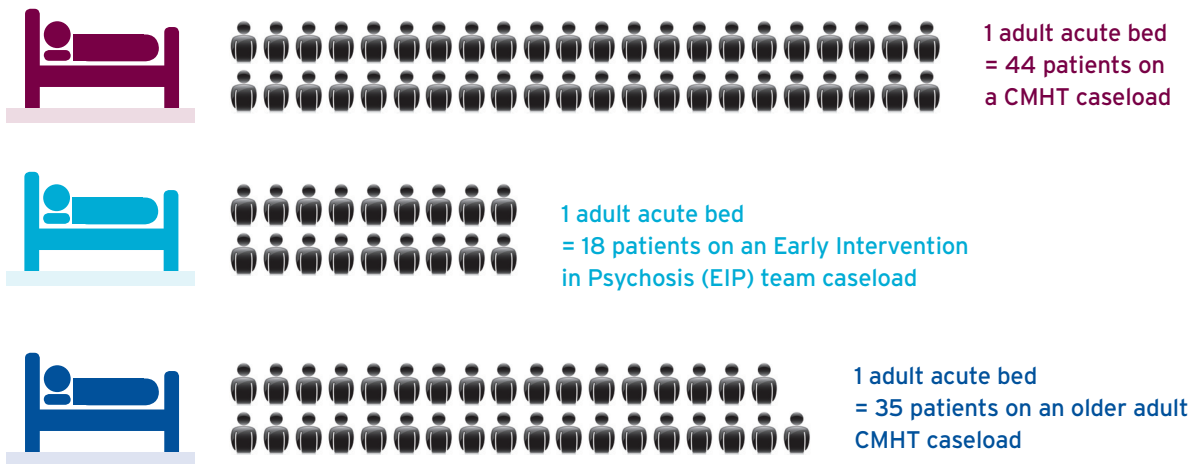 1 adult acute bed
= 44 patients on
a CMHT caseload
1 adult acute bed
= 18 patients on an Early Intervention
in Psychosis (EIP) team caseload
1 adult acute bed
= 35 patients on an older adult
CMHT caseload